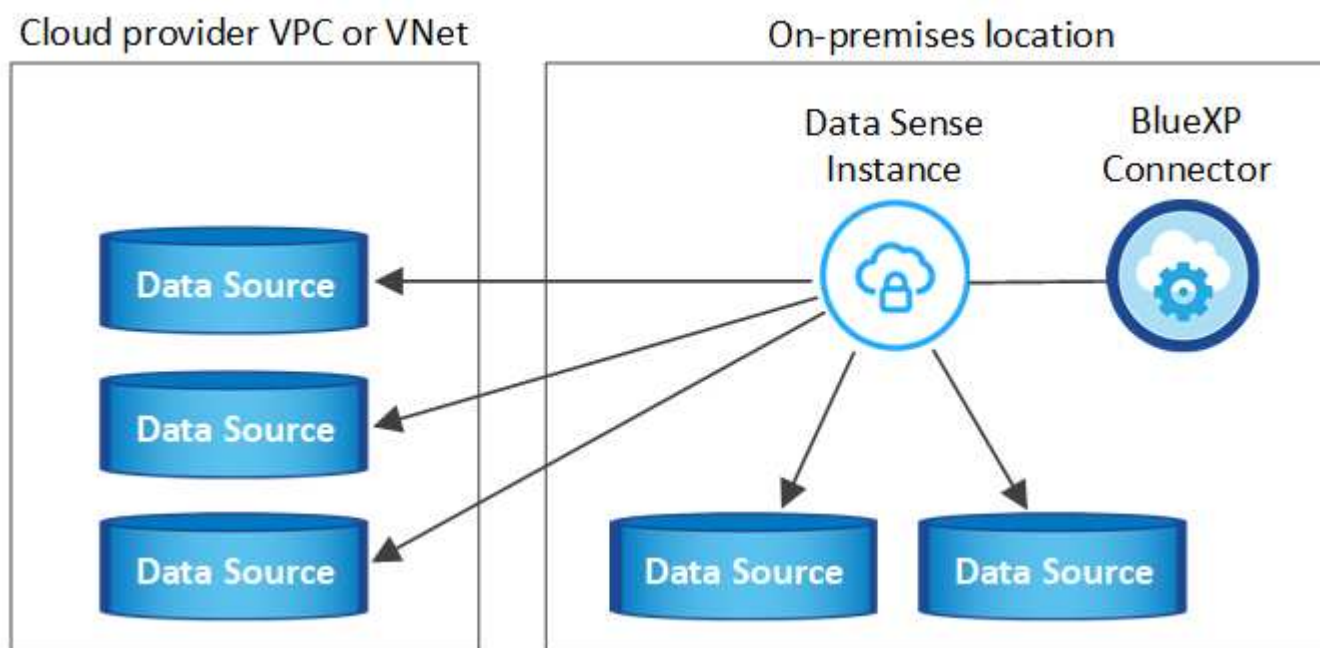 Cloud provider VPC or VNet
On-premises location
Data Sense
Instance
BlueXP
Connector
Data Source
Data Source
Data Source
Data Source
Data Source